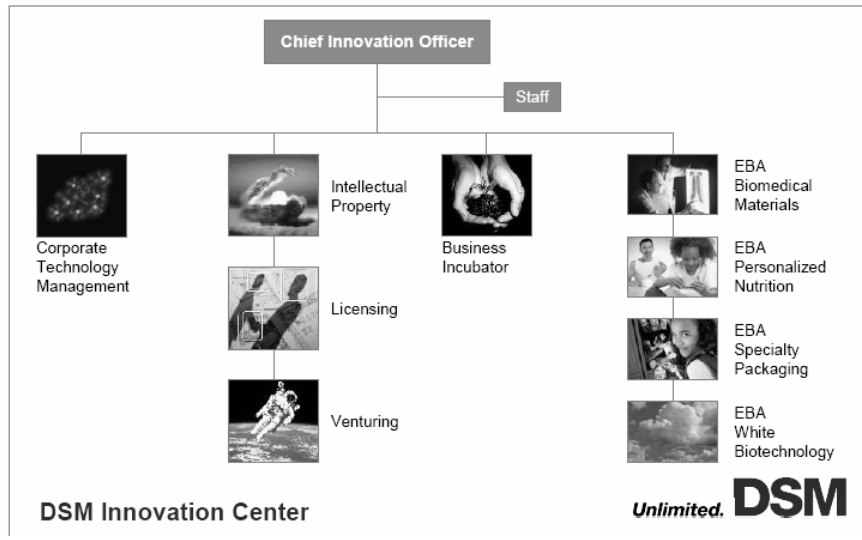 Chief Innovation Officer
Staff
Corporate
Technology
Management
Intellectual
Property
Licensing
Venturing
Business
Incubator
EBA
Biomedical
Materials
EBA
Personalized
Nutrition
EBA
Specialty
Packaging
EBA
White
Biotechnology
DSM Innovation Center
Unlimited. DSM